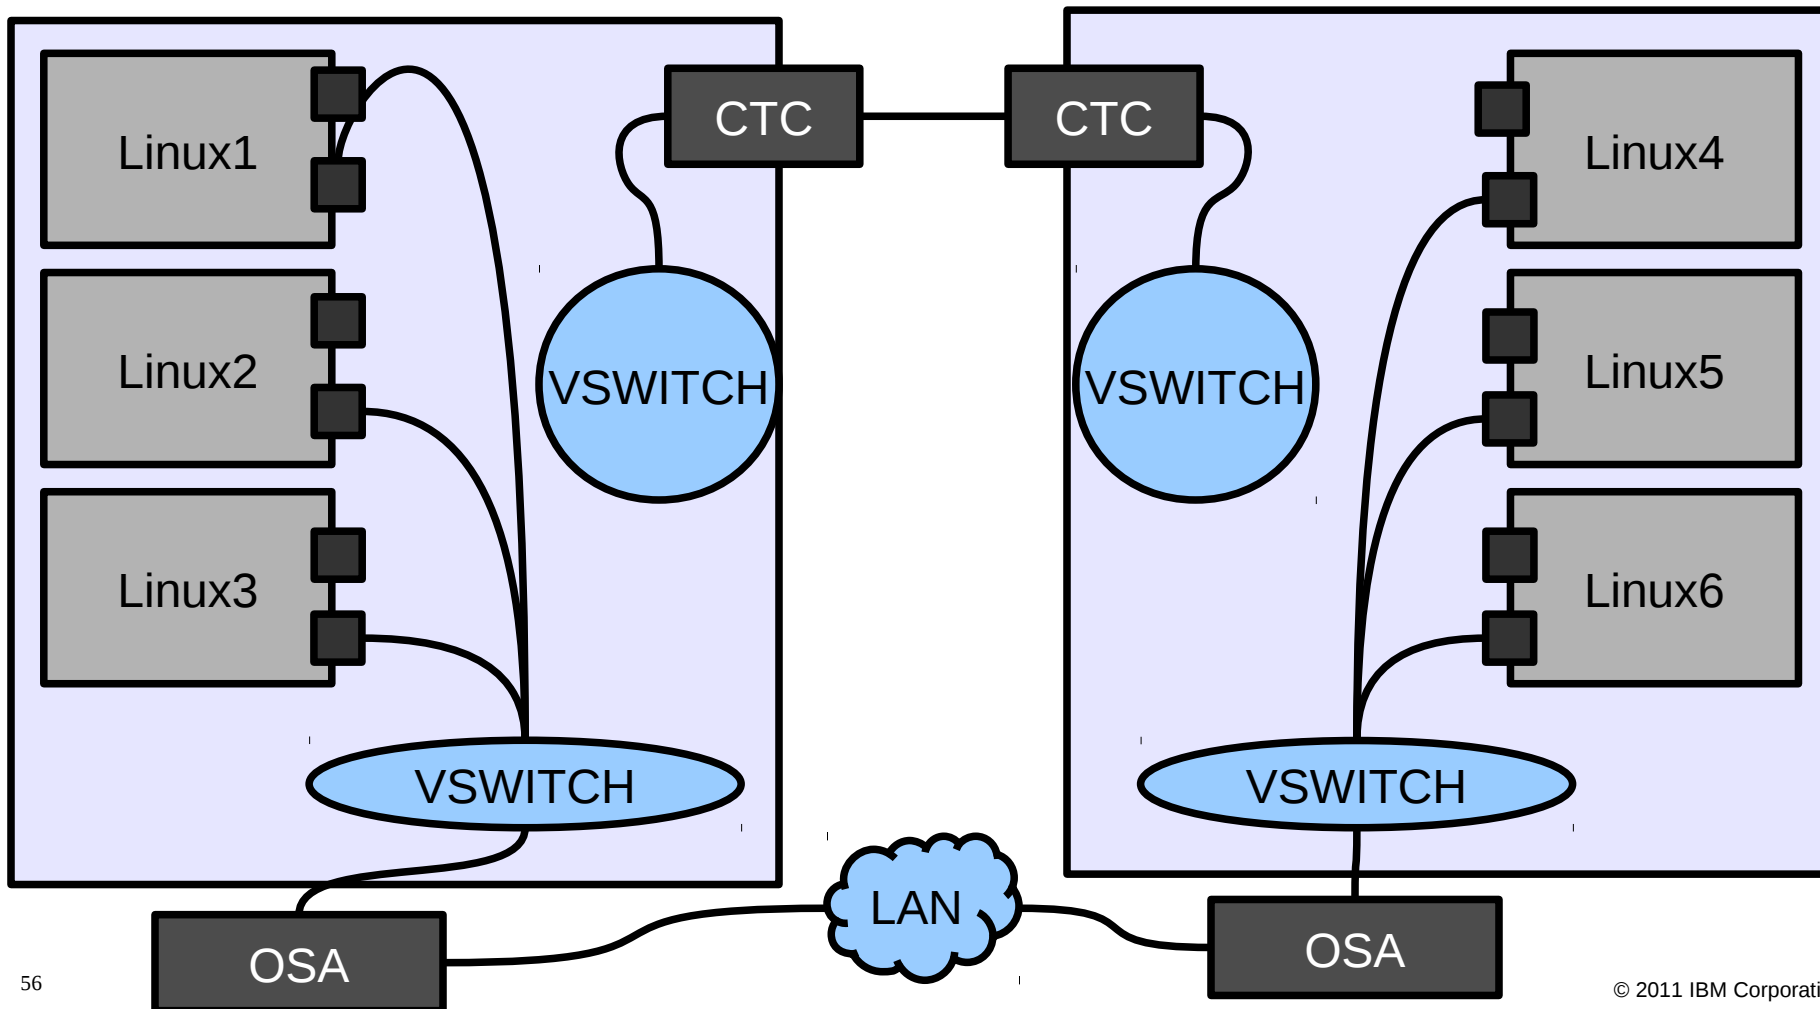 CTC
CTC
Linux1
Linux4
Linux2
VSWITCH
VSWITCH
Linux5
Linux3
Linux6
VSWITCH
VSWITCH
LAN
OSA
OSA
56
© 2011 IBM Corporati